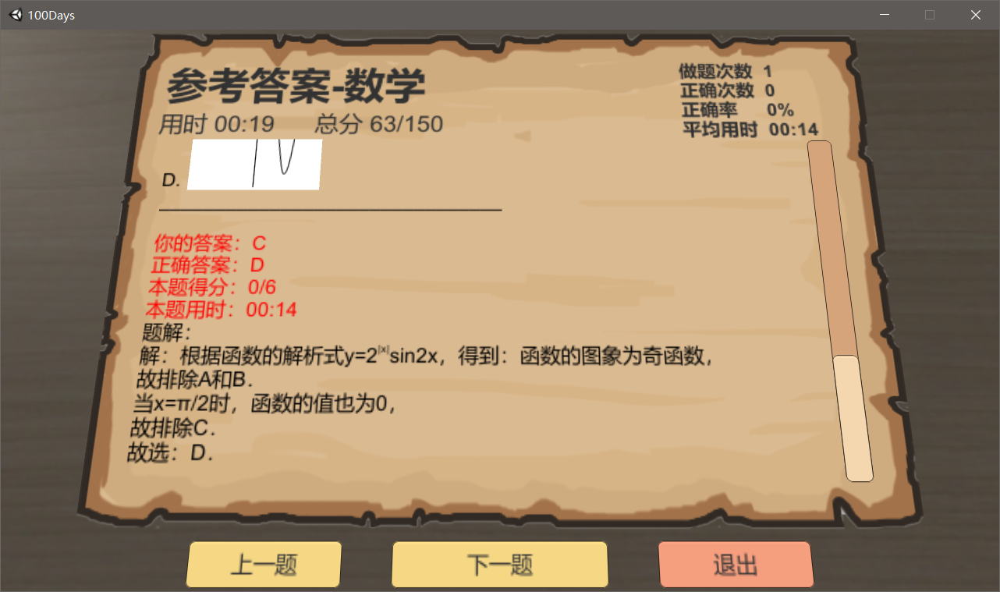 100Days
参考答案-数学
用时 00:19 总分 63/150
做题次数 1
正确次数 0
正确率 0%
平均用时 00:14
D.
你的答案：C
正确答案：D
本题得分：0/6
本题用时：00:14
题解：
解：根据函数的解析式y=2^|x|sin2x，得到：函数的图象为奇函数，
故排除A和B．
当x=π/2时，函数的值也为0，
故排除C．
故选：D．
上一题
下一题
退出